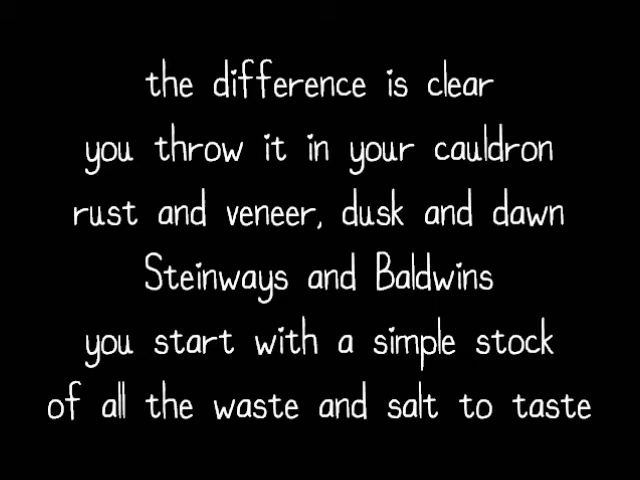 the difference is clear
you throw it in your cauldron
rust and veneer, dusk and dawn
Steinways and Baldwins
you start with a simple stock
of all the waste and salt to taste